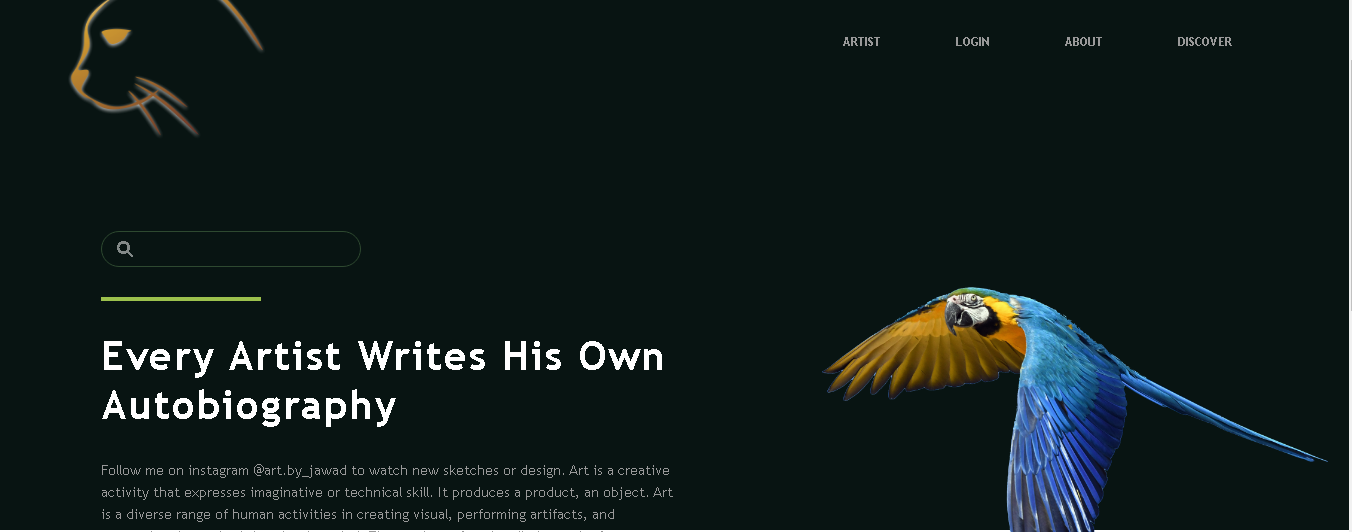 ARTIST LOGIN ABOUT DISCOVER
Every Artist Writes His Own
Autobiography
Follow me on instagram @art.by_jawad to watch new sketches or design. Art is a creative
activity that expresses imaginative or technical skill. It produces a product, an object. Art
is a diverse range of human activities in creating visual, performing artifacts, and